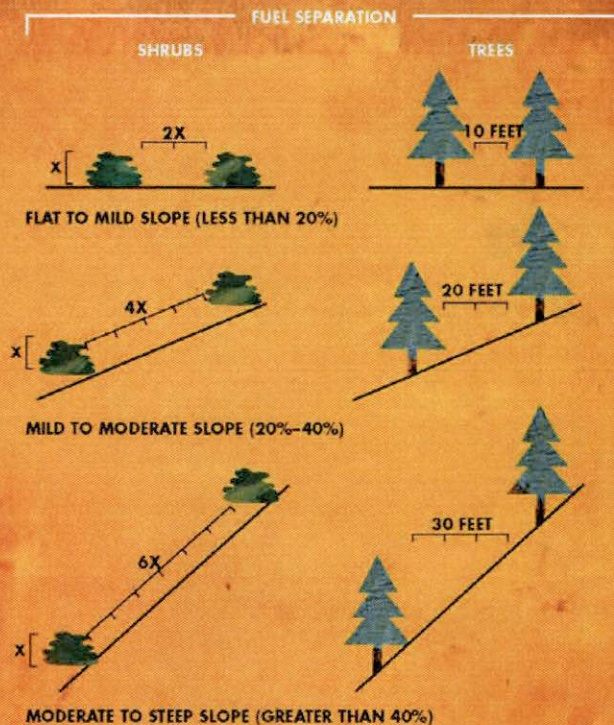 FUEL SEPARATION
SHRUBS
TREES
2X
X
10 FEET
FLAT TO MILD SLOPE (LESS THAN 20%)
4X
X
20 FEET
MILD TO MODERATE SLOPE (20%–40%)
6X
X
30 FEET
MODERATE TO STEEP SLOPE (GREATER THAN 40%)